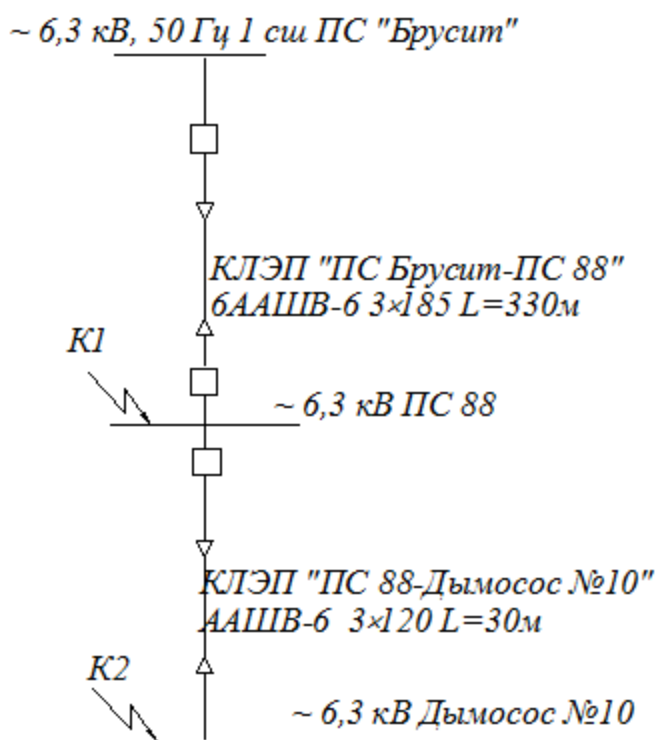 ~ 6,3 кВ, 50 Гц 1 сш ПС "Брусит"
КЛЭП "ПС Брусит-ПС 88"
6ААШВ-6 3×185 L=330м
К1
~ 6,3 кВ ПС 88
КЛЭП "ПС 88-Дымосос №10"
ААШВ-6 3×120 L=30м
К2
~ 6,3 кВ Дымосос №10